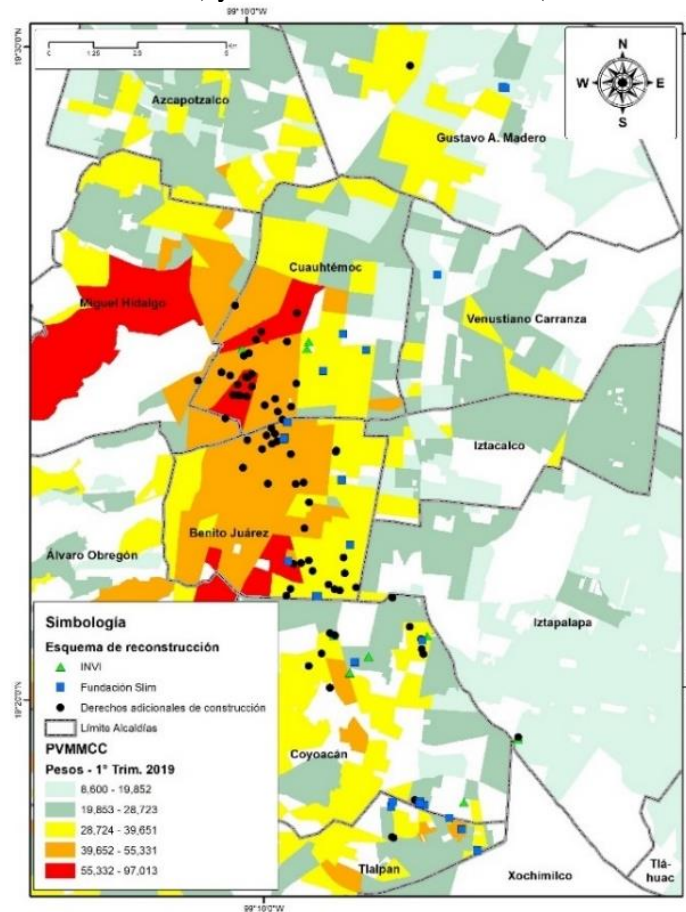 99°10'0"W
19°30'0"N
0 1.25 2.5 5
Km
N
W E
S
Azcapotzalco
Gustavo A. Madero
Cuauhtémoc
Miguel Hidalgo
Venustiano Carranza
Iztacalco
Benito Juárez
Álvaro Obregón
Iztapalapa
19°20'0"N
Coyoacán
Tlalpan
Xochimilco
Tlá-
huac
Simbología
Esquema de reconstrucción
INVI
Fundación Slim
Derechos adicionales de construcción
Límite Alcaldías
PVMMCC
Pesos - 1° Trim. 2019
8,600 - 19,852
19,853 - 28,723
28,724 - 39,651
39,652 - 55,331
55,332 - 97,013
99°10'0"W